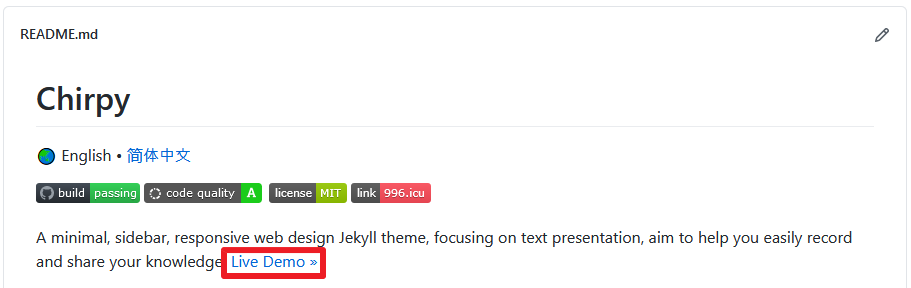 README.md
Chirpy
English • 简体中文
build passing code quality A license MIT link 996.icu
A minimal, sidebar, responsive web design Jekyll theme, focusing on text presentation, aim to help you easily record
and share your knowledge Live Demo »